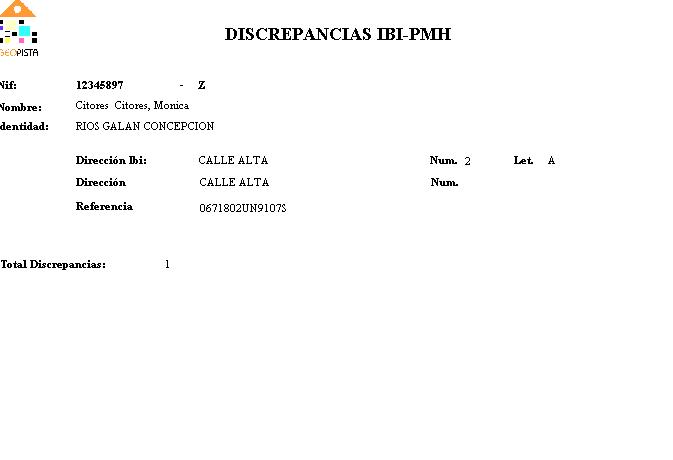 GEOPISTA
DISCREPANCIAS IBI-PMH
Nif: 12345897 - Z
Nombre: Citores Citores, Monica
dentidad: RIOS GALAN CONCEPCION
Dirección Ibi: CALLE ALTA Num. 2 Let. A
Dirección CALLE ALTA Num.
Referencia 0671802UN9107S
Total Discrepancias: 1